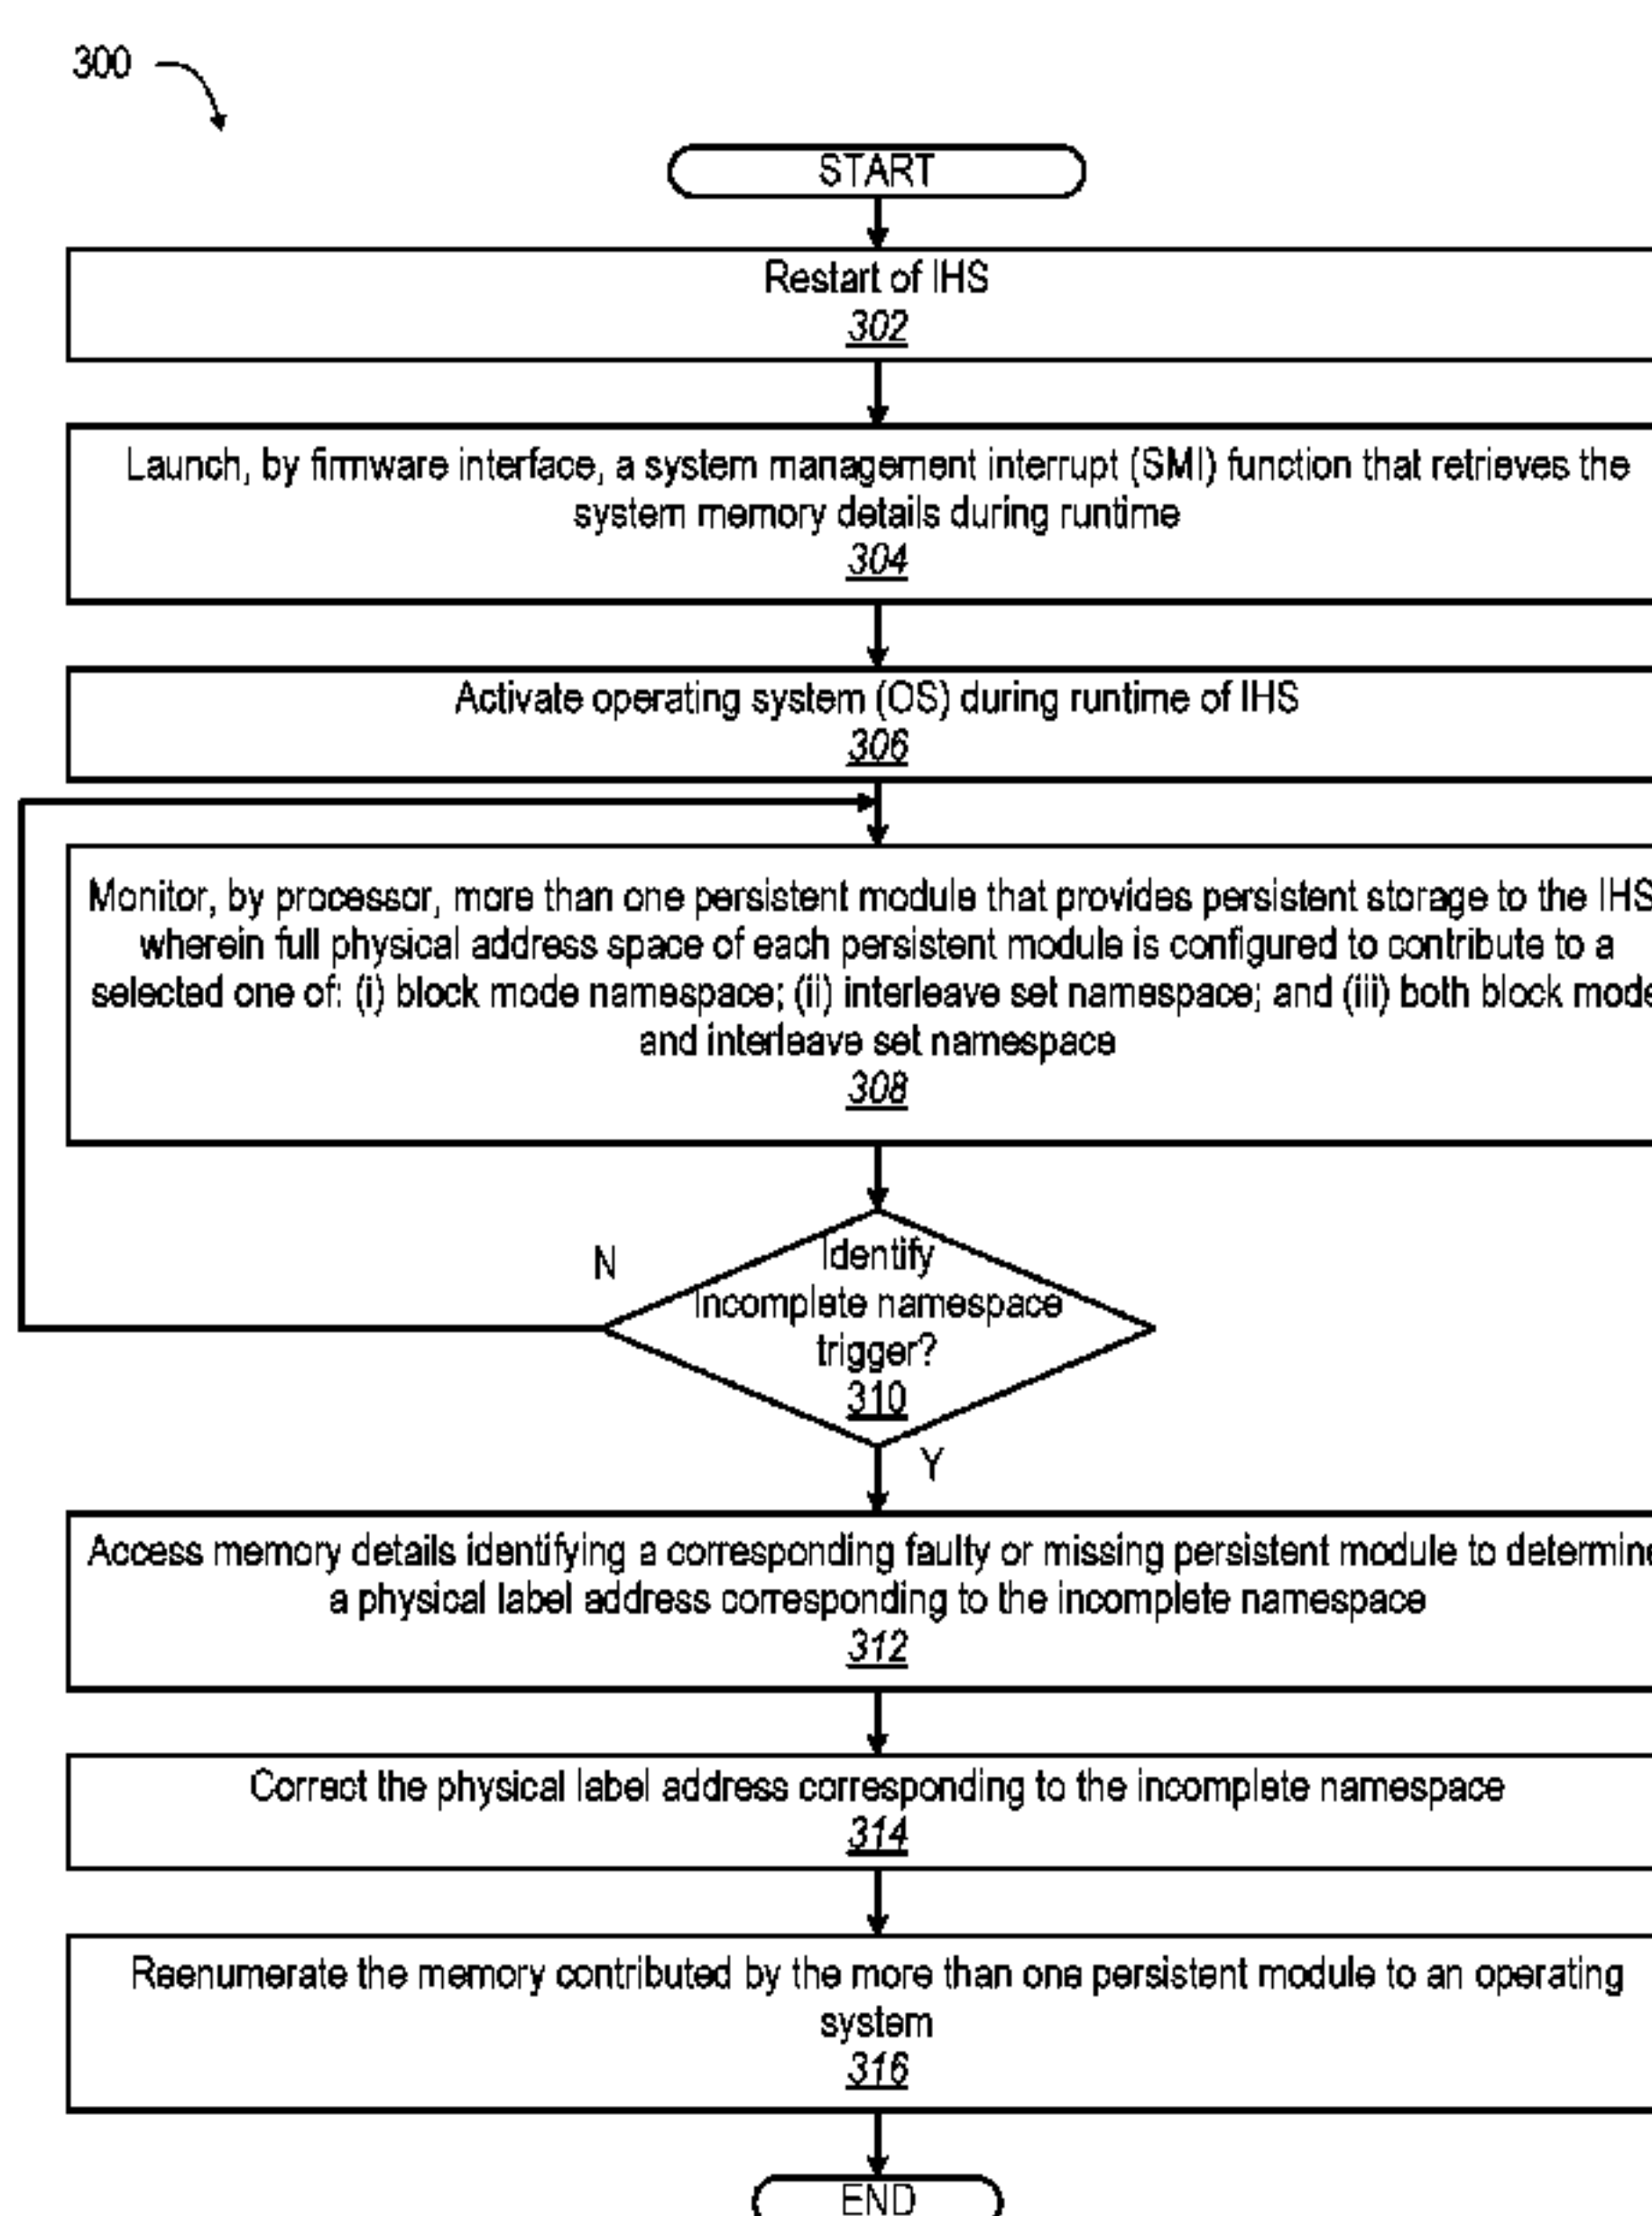 300
START
Restart of IHS
302
Launch, by firmware interface, a system management interrupt (SMI) function that retrieves the
system memory details during runtime
304
Activate operating system (OS) during runtime of IHS
306
Monitor, by processor, more than one persistent module that provides persistent storage to the IHS
wherein full physical address space of each persistent module is configured to contribute to a
selected one of: (i) block mode namespace; (ii) interleave set namespace; and (iii) both block mode
and interleave set namespace
308
N
Identify
incomplete namespace
trigger?
310
Y
Access memory details identifying a corresponding faulty or missing persistent module to determine
a physical label address corresponding to the incomplete namespace
312
Correct the physical label address corresponding to the incomplete namespace
314
Reenumerate the memory contributed by the more than one persistent module to an operating
system
316
END